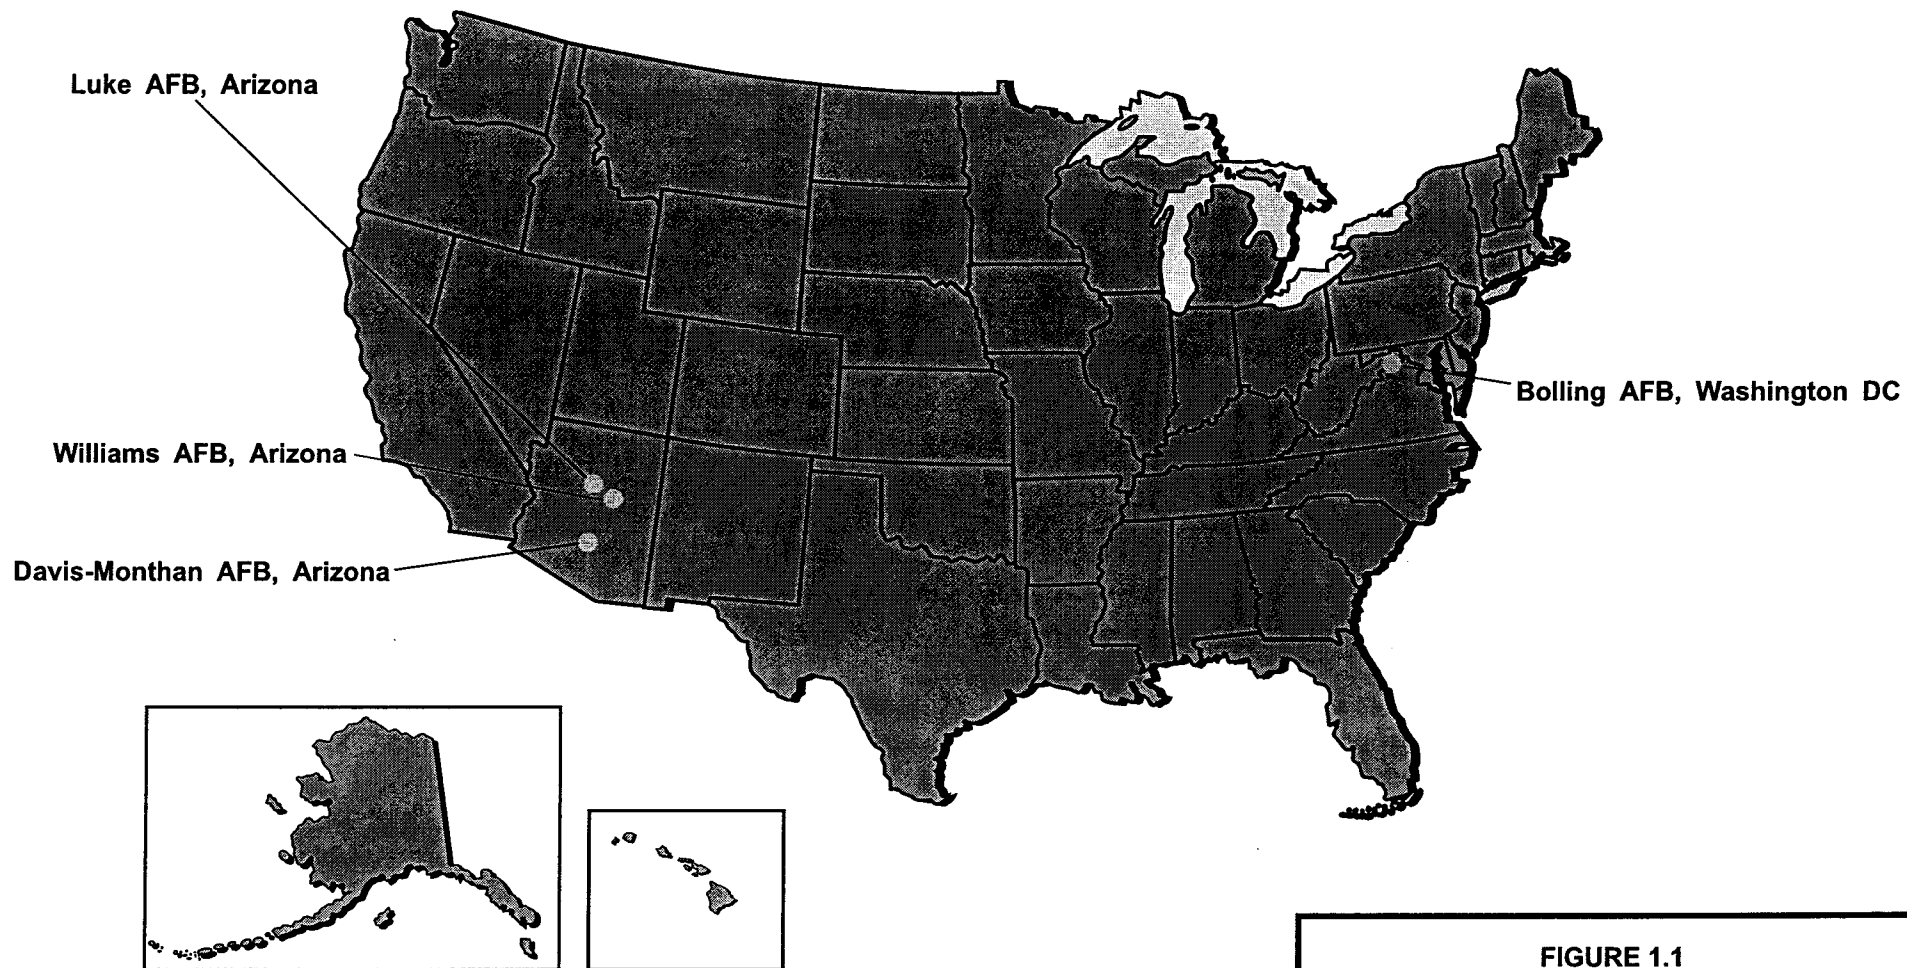 Luke AFB, Arizona
Bolling AFB, Washington DC
Williams AFB, Arizona
Davis-Monthan AFB, Arizona
FIGURE 1.1